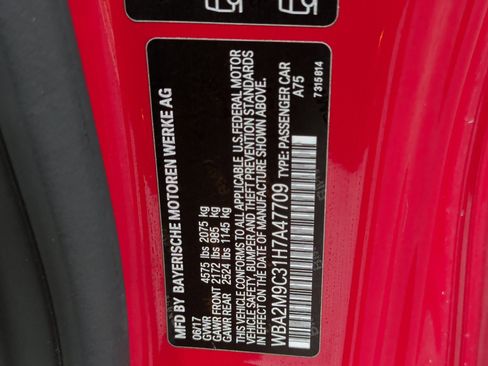 MFD BY BAYERISCHE MOTOREN WERKE AG
06/17
GVWR 4575 lbs 2075 kg
GAWR FRONT 2172 lbs 985 kg
GAWR REAR 2524 lbs 1145 kg
THIS VEHICLE CONFORMS TO ALL APPLICABLE U.S.FEDERAL MOTOR
VEHICLE SAFETY, BUMPER AND THEFT PREVENTION STANDARDS
IN EFFECT ON THE DATE OF MANUFACTURE SHOWN ABOVE.
WBA2M9C31H7A47709 TYPE: PASSENGER CAR
A75
7315814